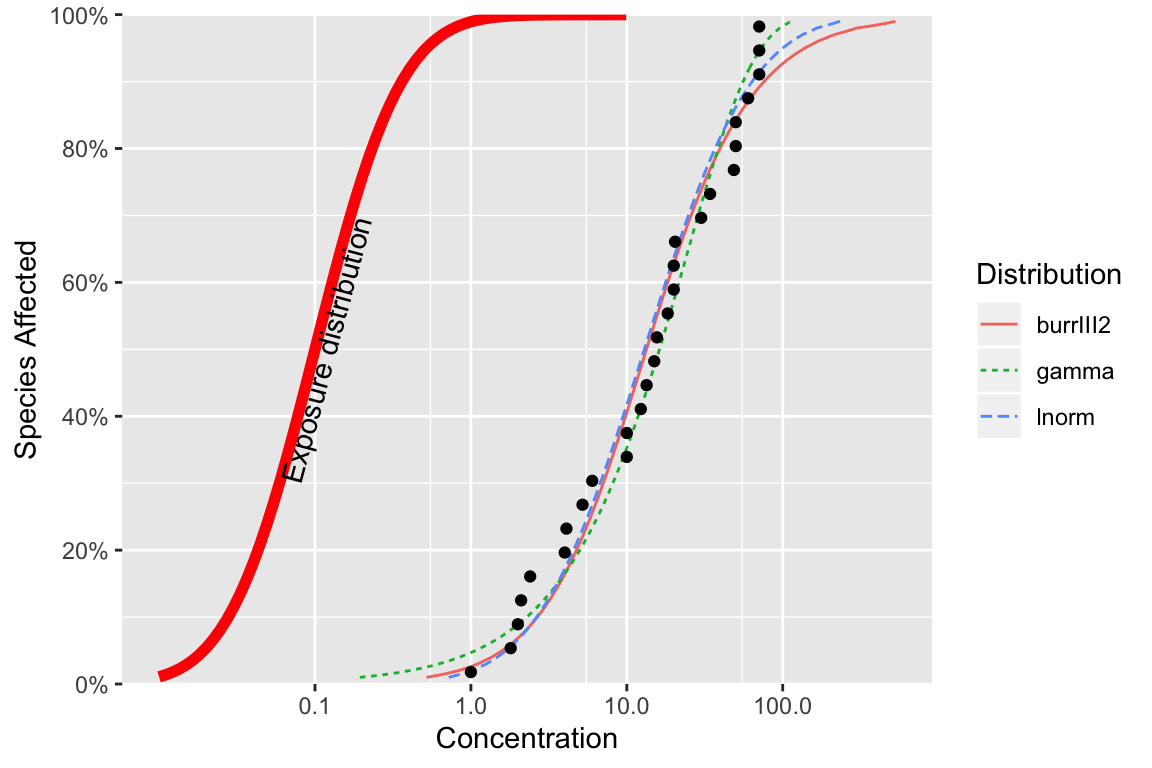 100%
80%
60%
40%
20%
0%
Species Affected
Exposure distribution
0.1
1.0
10.0
100.0
Concentration
Distribution
burrIII2
gamma
lnorm